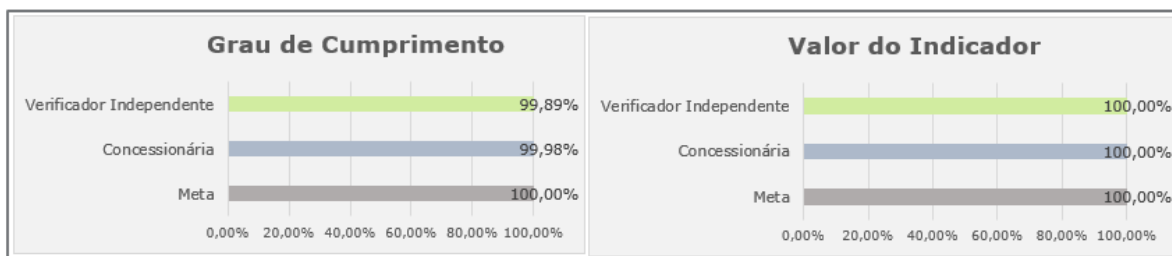 Grau de Cumprimento
Verificador Independente 99,89%
Concessionária 99,98%
Meta 100,00%
0,00% 20,00% 40,00% 60,00% 80,00% 100,00%
Valor do Indicador
Verificador Independente 100,00%
Concessionária 100,00%
Meta 100,00%
0,00% 20,00% 40,00% 60,00% 80,00% 100,00%